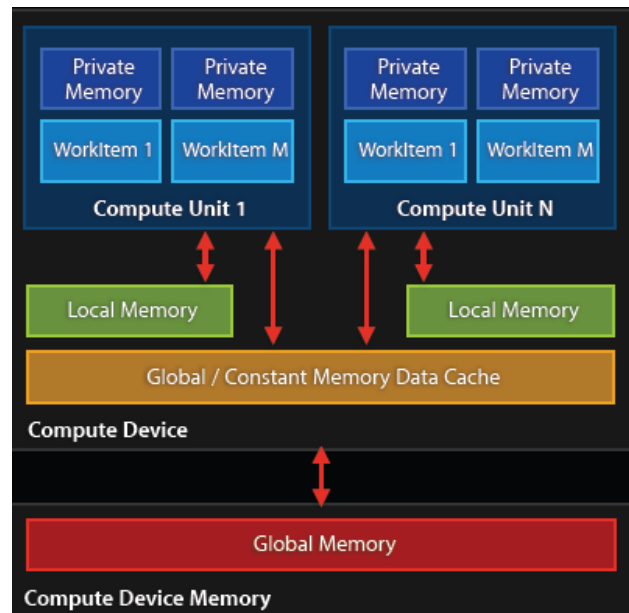 Private Memory
Private Memory
Private Memory
Private Memory
WorkItem 1
WorkItem M
WorkItem 1
WorkItem M
Compute Unit 1
Compute Unit N
Local Memory
Local Memory
Global / Constant Memory Data Cache
Compute Device
Global Memory
Compute Device Memory